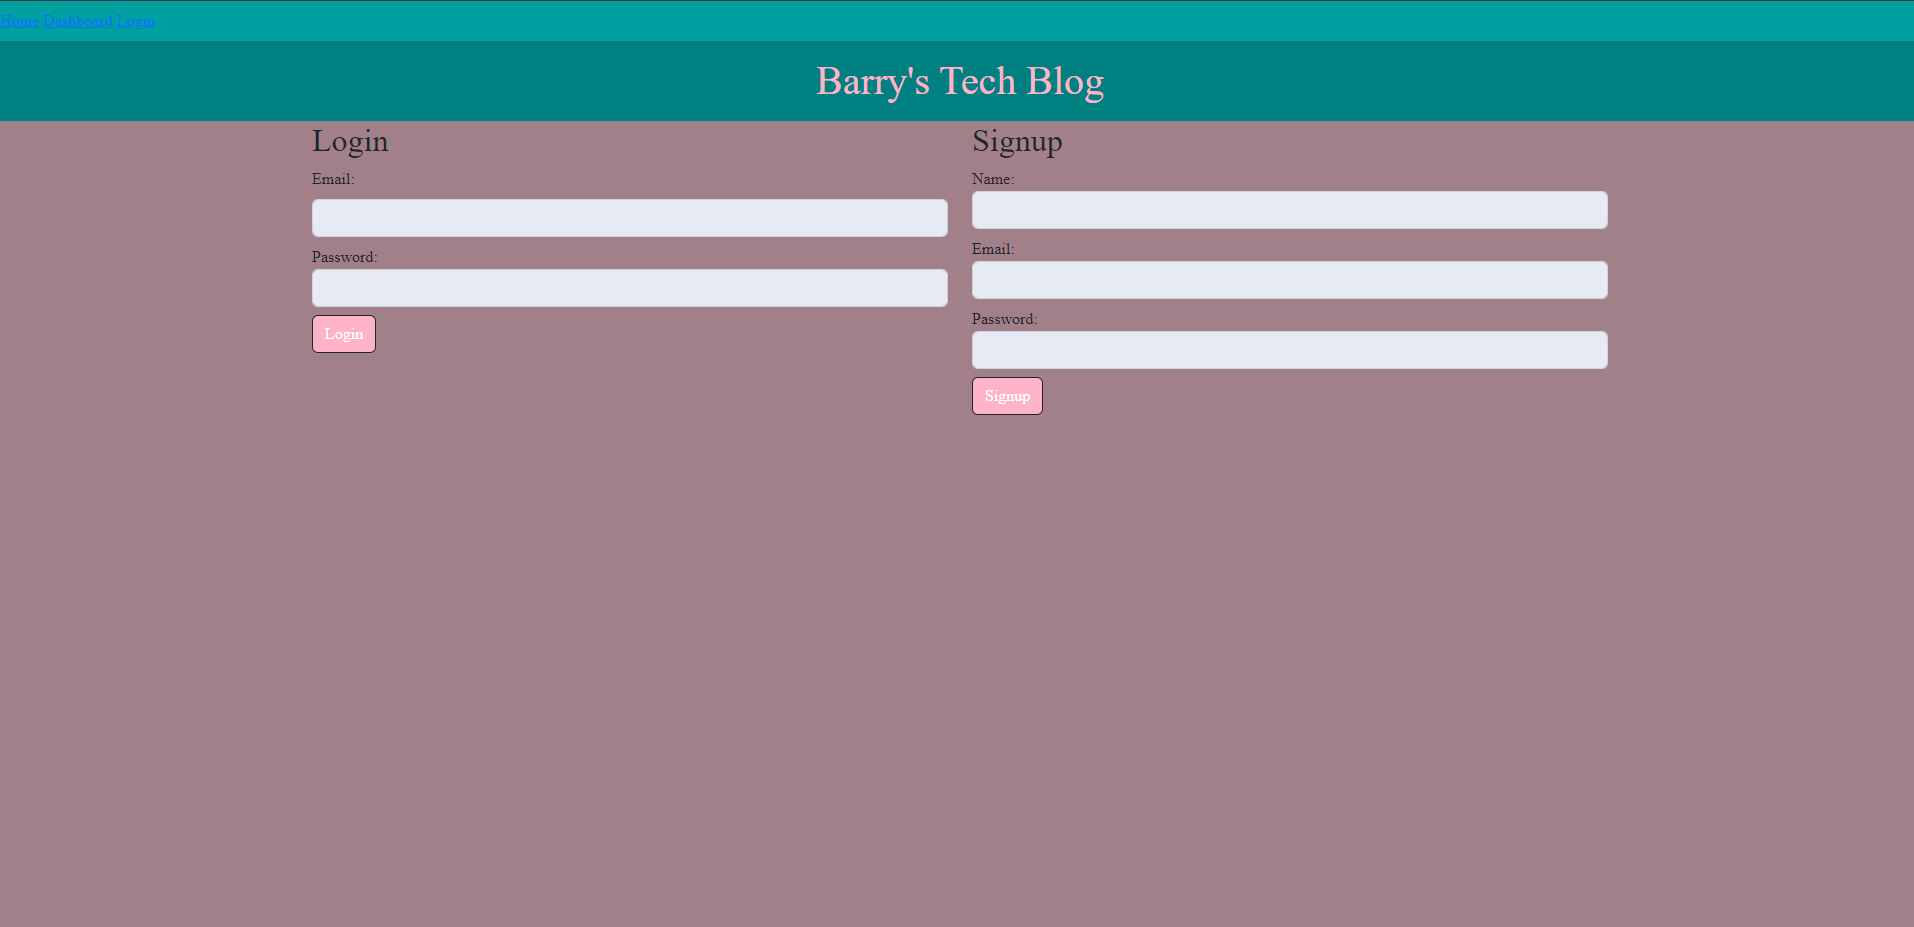 Home Dashboard Login
Barry's Tech Blog
Login
Email:
Password:
Login
Signup
Name:
Email:
Password:
Signup